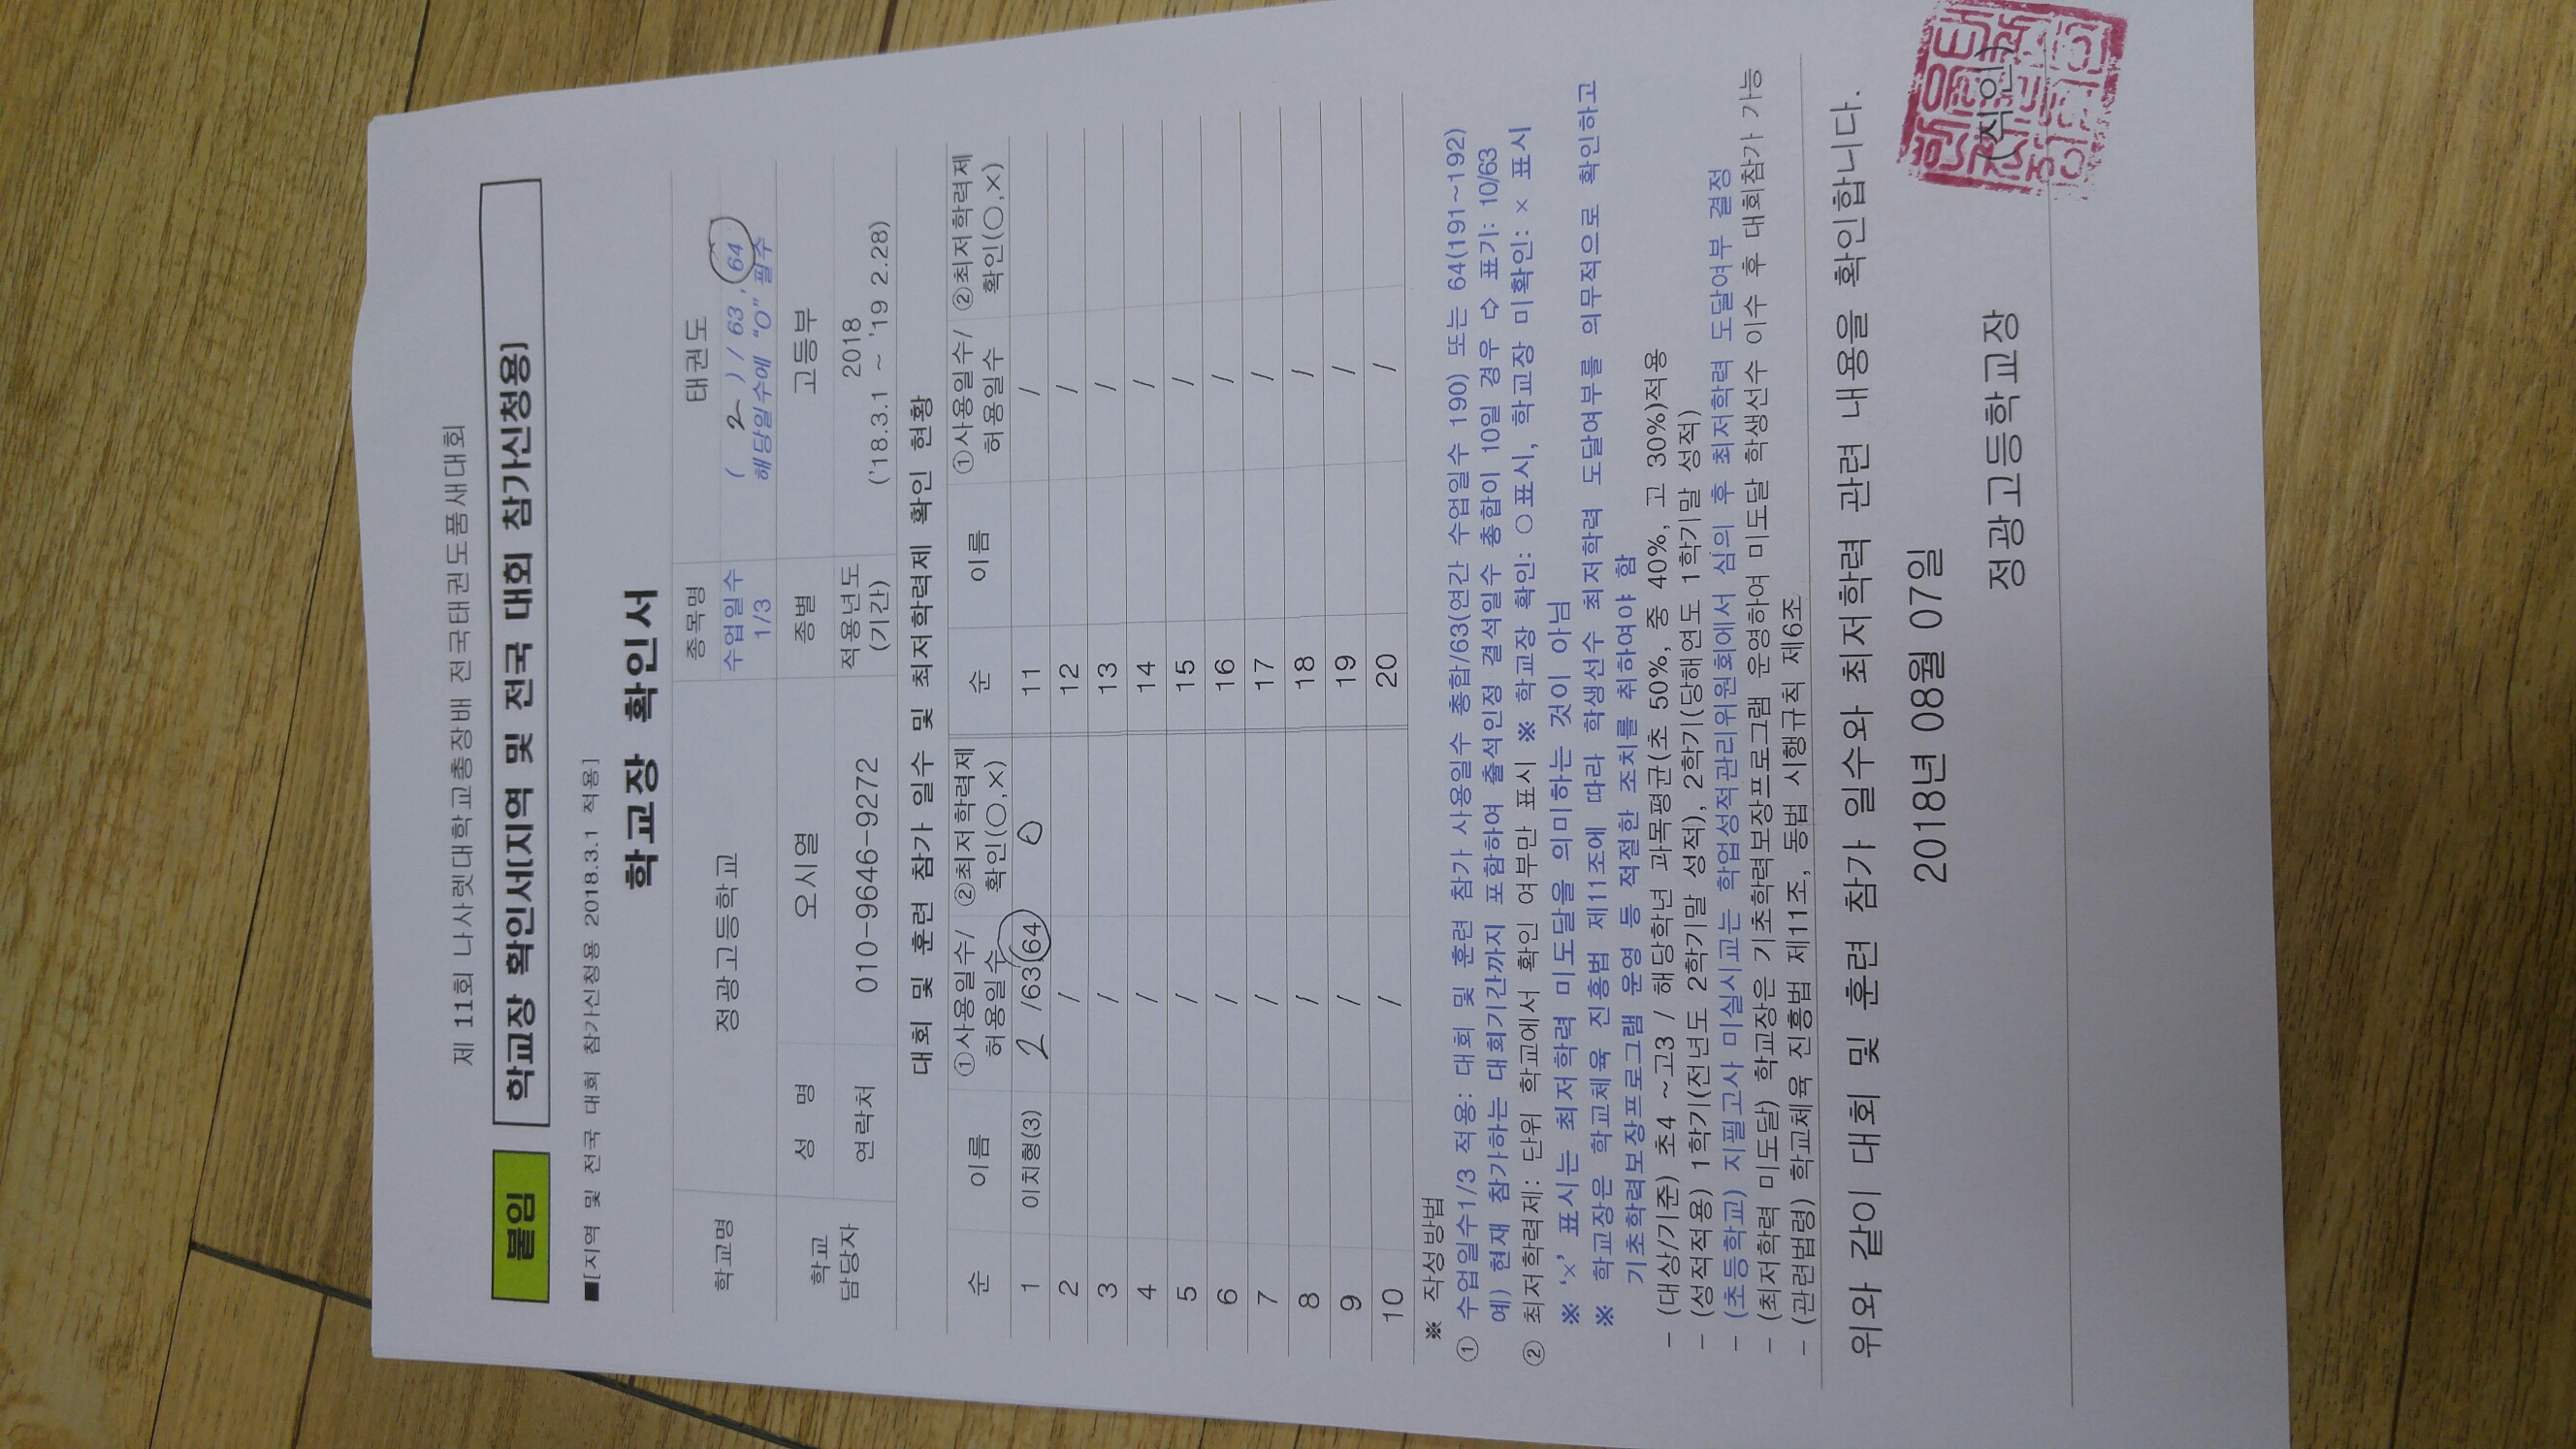 제 11회 나사렛대학교총장배 전국태권도품새대회
붙임 학교장 확인서[지역 및 전국 대회 참가신청용]
■[지역 및 전국 대회 참가신청용 2018.3.1 적용]
학교장 확인서
학교명 정광고등학교 종목명 태권도
수업일수 1/3 ( 2 ) / 63, 64
해당일수에 "O" 필수
학교 담당자 성 명 오시열 종별 고등부
연락처 010-9646-9272 적용년도 (기간) 2018
('18.3.1 ~ '19 2.28)
대회 및 훈련 참가 일수 및 최저학력제 확인 현황
순 이름 ①사용일수/허용일수 ②최저학력제 확인(○,×) 순 이름 ①사용일수/허용일수 ②최저학력제 확인(○,×)
1 이치형(3) 2 /63(64) O 11 /
2 / 12 /
3 / 13 /
4 / 14 /
5 / 15 /
6 / 16 /
7 / 17 /
8 / 18 /
9 / 19 /
10 / 20 /
※ 작성방법
① 수업일수1/3 적용: 대회 및 훈련 참가 사용일수 총합/63(연간 수업일수 190) 또는 64(191~192)
예) 현재 참가하는 대회기간까지 포함하여 출석인정 결석일수 총합이 10일 경우 ⇨ 표기: 10/63
② 최저학력제: 단위 학교에서 확인 여부만 표시 ※ 학교장 확인: ○표시, 학교장 미확인: × 표시
※ '×' 표시는 최저학력 미도달을 의미하는 것이 아님
※ 학교장은 학교체육 진흥법 제11조에 따라 학생선수 최저학력 도달여부를 의무적으로 확인하고
기초학력보장프로그램 운영 등 적절한 조치를 취하여야 함
- (대상/기준) 초4 ~고3 / 해당학년 과목평균(초 50%, 중 40%, 고 30%)적용
- (성적적용) 1학기(전년도 2학기말 성적), 2학기(당해연도 1학기말 성적)
- (초등학교) 지필고사 미실시교는 학업성적관리위원회에서 심의 후 최저학력 도달여부 결정
- (최저학력 미도달) 학교장은 기초학력보장프로그램 운영하여 미도달 학생선수 이수 후 대회참가 가능
- (관련법령) 학교체육 진흥법 제11조, 동법 시행규칙 제6조
위와 같이 대회 및 훈련 참가 일수와 최저학력 관련 내용을 확인합니다.
2018년 08월 07일
정광고등학교장 (직인)